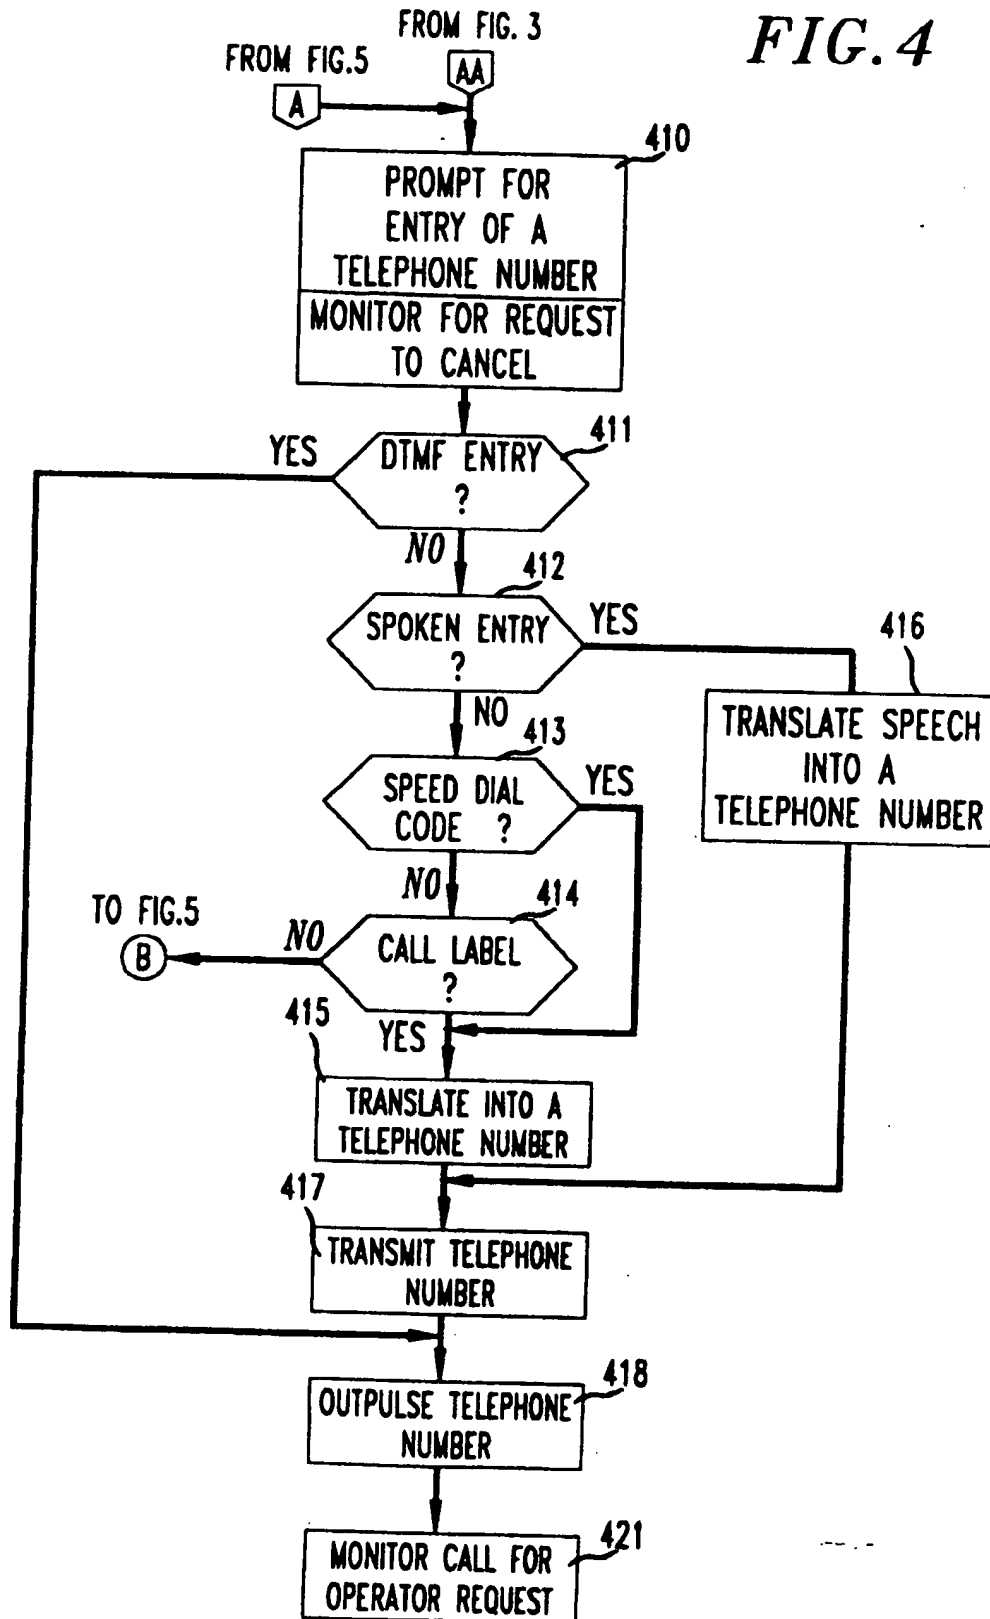 FIG. 4
FROM FIG. 3
AA
FROM FIG.5
A
410
PROMPT FOR
ENTRY OF A
TELEPHONE NUMBER
MONITOR FOR REQUEST
TO CANCEL
411
YES
DTMF ENTRY
?
NO
412
SPOKEN ENTRY
?
YES
416
TRANSLATE SPEECH
INTO A
TELEPHONE NUMBER
NO
413
SPEED DIAL
CODE ?
YES
NO
414
TO FIG.5
B
NO
CALL LABEL
?
415
YES
TRANSLATE INTO A
TELEPHONE NUMBER
417
TRANSMIT TELEPHONE
NUMBER
418
OUTPULSE TELEPHONE
NUMBER
421
MONITOR CALL FOR
OPERATOR REQUEST